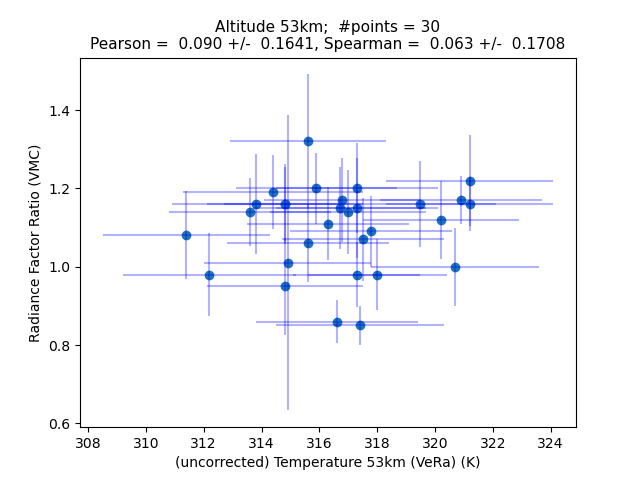 Altitude 53km;  #points = 30
Pearson =  0.090 +/-  0.1641, Spearman =  0.063 +/-  0.1708
Radiance Factor Ratio (VMC)
1.4
1.2
1.0
0.8
0.6
308 310 312 314 316 318 320 322 324
(uncorrected) Temperature 53km (VeRa) (K)